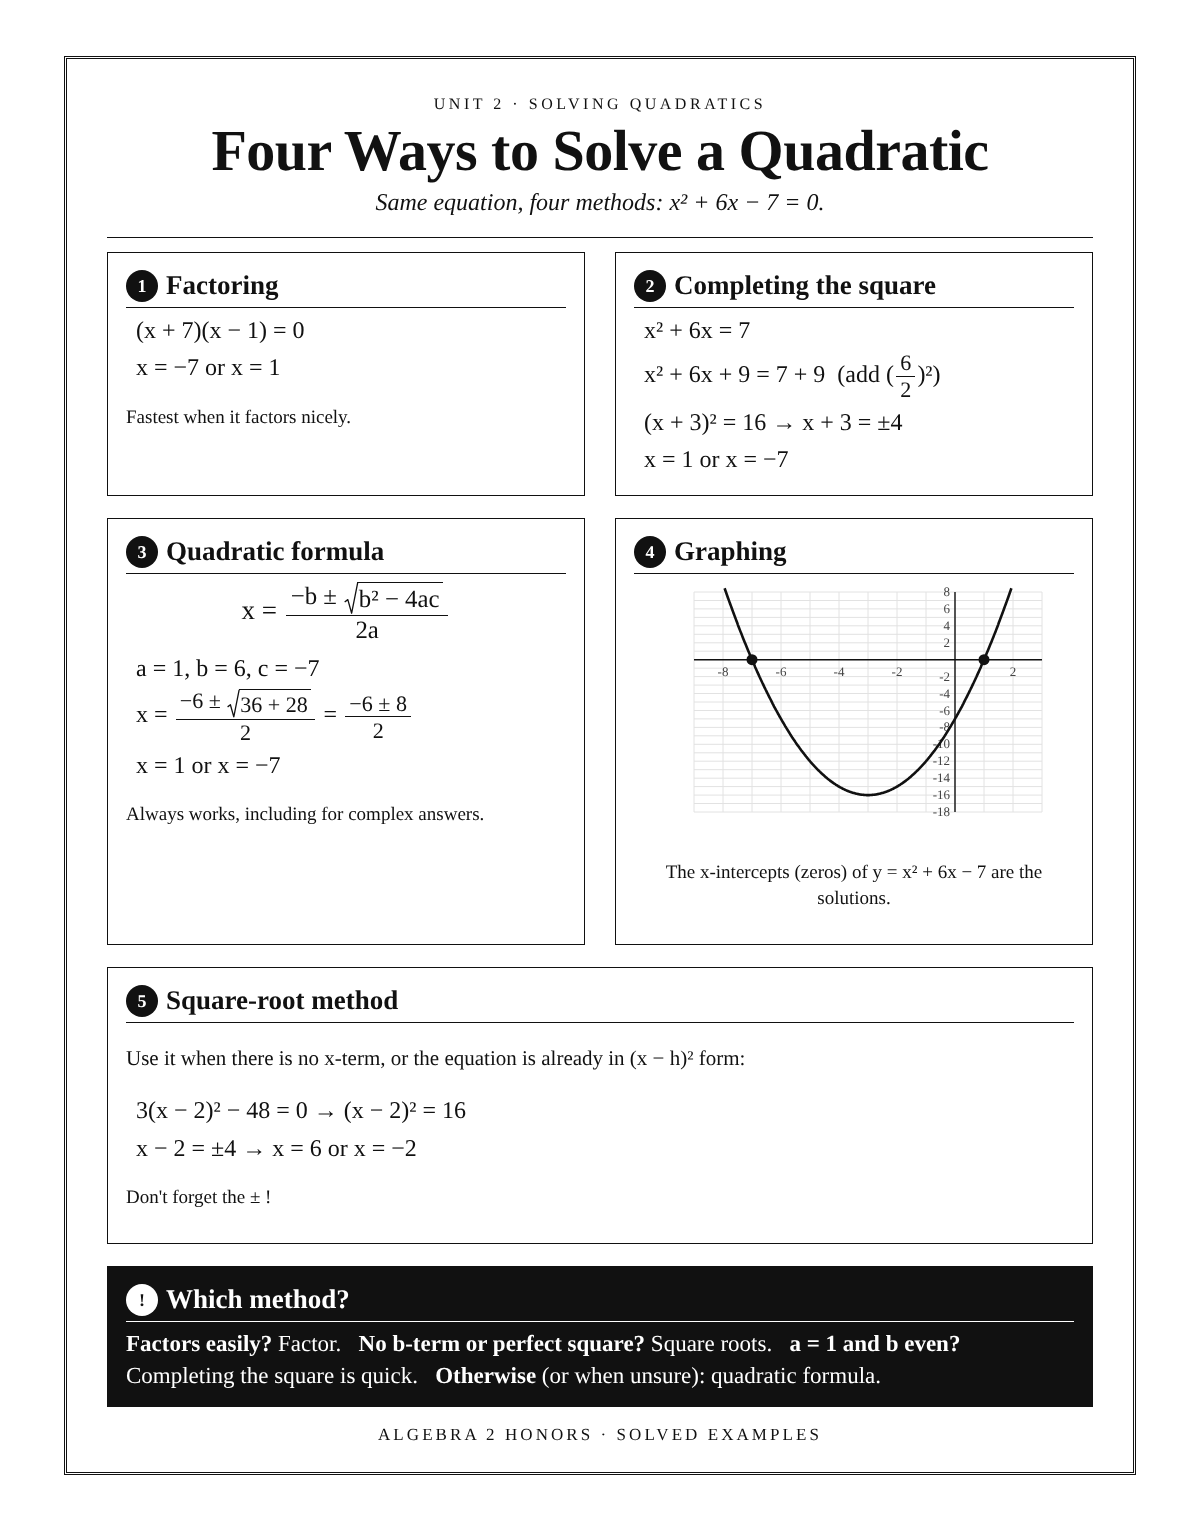 UNIT 2 · SOLVING QUADRATICS
Four Ways to Solve a Quadratic
Same equation, four methods: x² + 6x − 7 = 0.
1 Factoring
(x + 7)(x − 1) = 0
x = −7 or x = 1
Fastest when it factors nicely.
2 Completing the square
x² + 6x = 7
x² + 6x + 9 = 7 + 9 (add (6/2)²)
(x + 3)² = 16 → x + 3 = ±4
x = 1 or x = −7
3 Quadratic formula
x = −b ± √b² − 4ac / 2a
a = 1, b = 6, c = −7
x = −6 ± √36 + 28 / 2 = −6 ± 8 / 2
x = 1 or x = −7
Always works, including for complex answers.
4 Graphing
8
6
4
2
-8 -6 -4 -2 2
-2
-4
-6
-8
-10
-12
-14
-16
-18
The x-intercepts (zeros) of y = x² + 6x − 7 are the
solutions.
5 Square-root method
Use it when there is no x-term, or the equation is already in (x − h)² form:
3(x − 2)² − 48 = 0 → (x − 2)² = 16
x − 2 = ±4 → x = 6 or x = −2
Don't forget the ± !
! Which method?
Factors easily? Factor. No b-term or perfect square? Square roots. a = 1 and b even?
Completing the square is quick. Otherwise (or when unsure): quadratic formula.
ALGEBRA 2 HONORS · SOLVED EXAMPLES